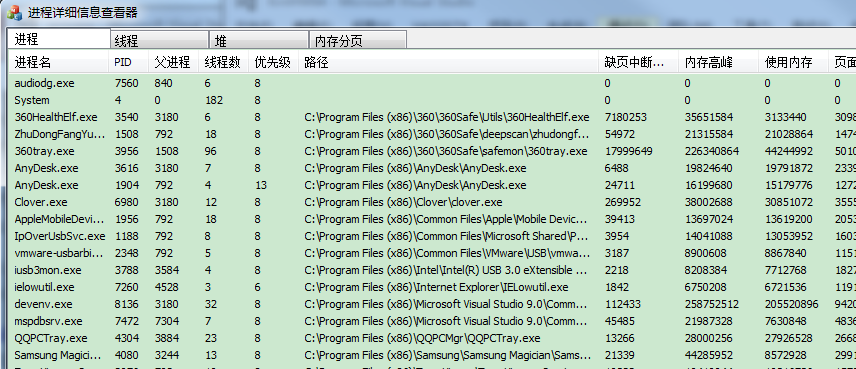 进程详细信息查看器
进程 线程 堆 内存分页
进程名 PID 父进程 线程数 优先级 路径 缺页中断... 内存高峰 使用内存 页面
audiodg.exe 7560 840 6 8 0 0 0
System 4 0 182 8 0 0 0
360HealthElf.exe 3540 3180 6 8 C:\Program Files (x86)\360\360Safe\Utils\360HealthElf.exe 7180253 35651584 3133440 3098
ZhuDongFangYu... 1508 792 18 8 C:\Program Files (x86)\360\360Safe\deepscan\zhudongf... 54972 21315584 21028864 1474
360tray.exe 3956 1508 96 8 C:\Program Files (x86)\360\360Safe\safemon\360tray.exe 17999649 226340864 44244992 5010
AnyDesk.exe 3616 3180 7 8 C:\Program Files (x86)\AnyDesk\AnyDesk.exe 6488 19824640 19791872 2339
AnyDesk.exe 1904 792 4 13 C:\Program Files (x86)\AnyDesk\AnyDesk.exe 24711 16199680 15179776 1272
Clover.exe 6980 3180 12 8 C:\Program Files (x86)\Clover\clover.exe 269952 38002688 30851072 3555
AppleMobileDevi... 1956 792 18 8 C:\Program Files (x86)\Common Files\Apple\Mobile Devic... 39413 13697024 13619200 2053
IpOverUsbSvc.exe 1188 792 8 8 C:\Program Files (x86)\Common Files\Microsoft Shared\P... 3954 14041088 13053952 1603
vmware-usbarbi... 2348 792 5 8 C:\Program Files (x86)\Common Files\VMware\USB\vmwa... 3187 8900608 8867840 1151
iusb3mon.exe 3788 3584 4 8 C:\Program Files (x86)\Intel\Intel(R) USB 3.0 eXtensible ... 2218 8208384 7712768 1827
ielowutil.exe 7260 4528 3 6 C:\Program Files (x86)\Internet Explorer\IELowutil.exe 1842 6750208 6721536 1191
devenv.exe 8136 3180 32 8 C:\Program Files (x86)\Microsoft Visual Studio 9.0\Comm... 112433 258752512 205520896 9420
mspdbsrv.exe 7472 7304 7 8 C:\Program Files (x86)\Microsoft Visual Studio 9.0\Comm... 45485 21987328 7630848 4836
QQPCTray.exe 4304 3884 23 8 C:\Program Files (x86)\QQPCMgr\QQPCTray.exe 13266 28000256 27926528 2668
Samsung Magici... 4080 3244 13 8 C:\Program Files (x86)\Samsung\Samsung Magician\Sams... 21339 44285952 8572928 2991